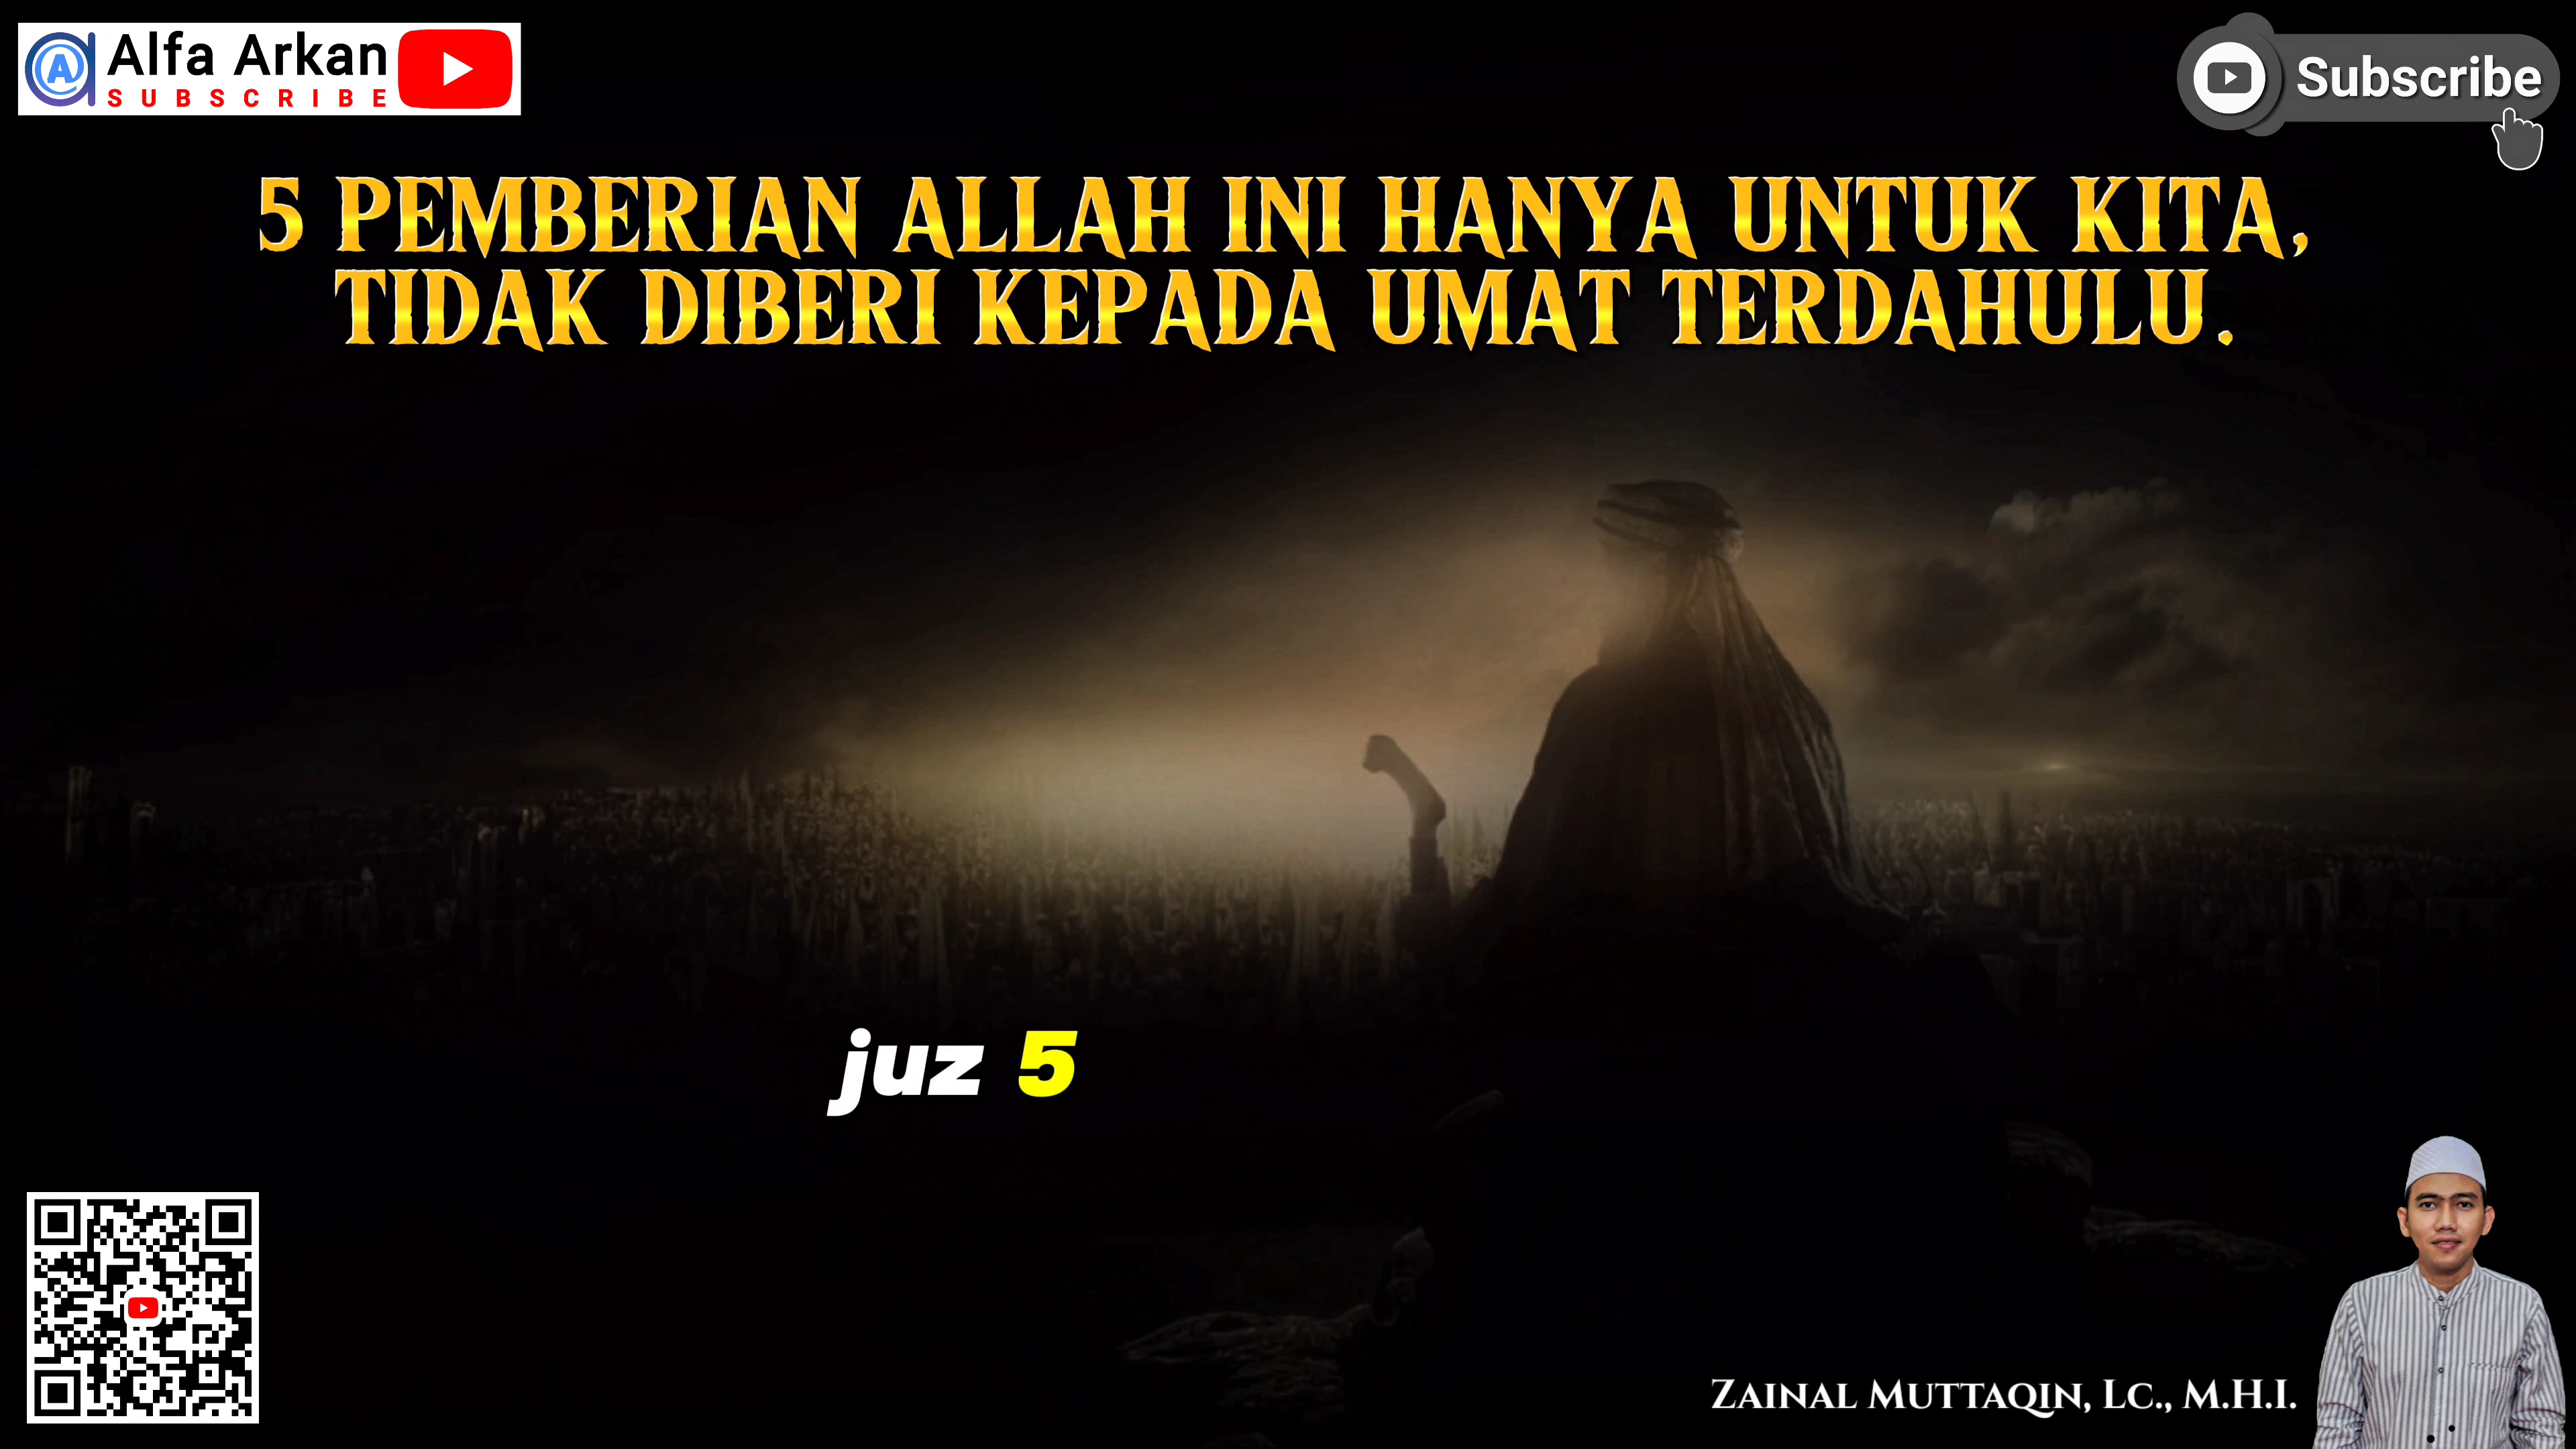 Alfa Arkan
SUBSCRIBE
Subscribe
5 PEMBERIAN ALLAH INI HANYA UNTUK KITA,
TIDAK DIBERI KEPADA UMAT TERDAHULU.
juz 5
ZAINAL MUTTAQIN, LC., M.H.I.